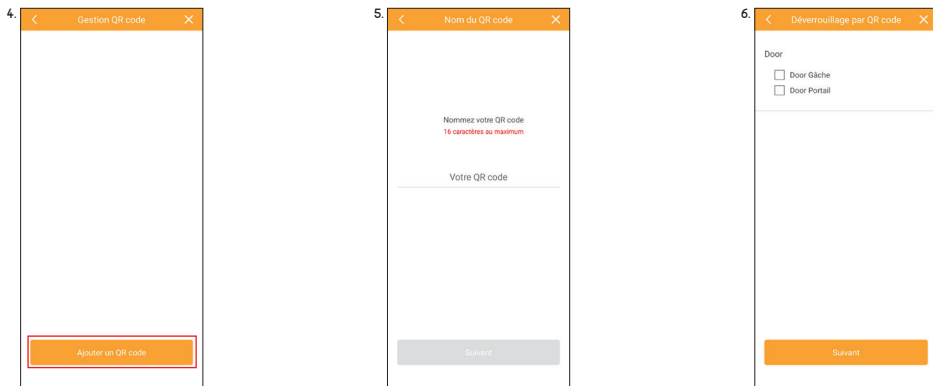 4.
Gestion QR code
Ajouter un QR code
5.
Nom du QR code
Nommez votre QR code
16 caractères au maximum
Votre QR code
Suivant
6.
Déverrouillage par QR code
Door
Door Gâche
Door Portail
Suivant